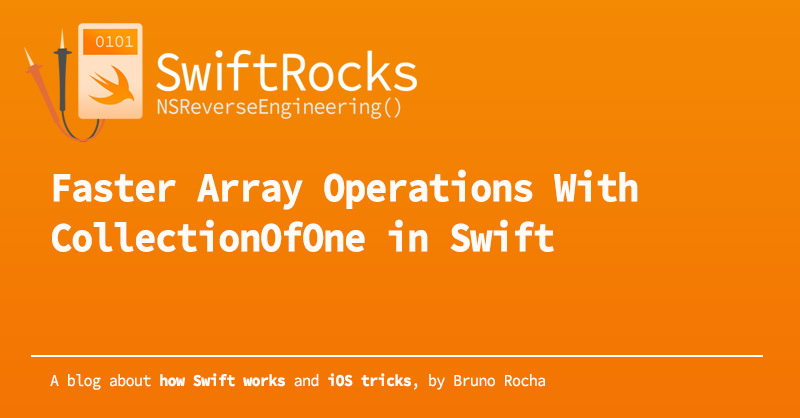 0101
SwiftRocks
NSReverseEngineering()
Faster Array Operations With
CollectionOfOne in Swift
A blog about how Swift works and iOS tricks, by Bruno Rocha